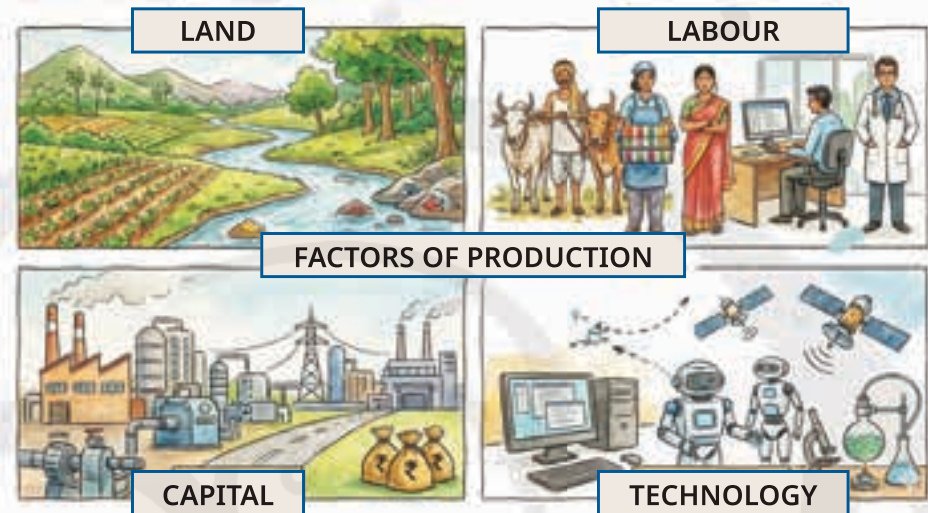 LAND
LABOUR
FACTORS OF PRODUCTION
₹ ₹ ₹
CAPITAL
TECHNOLOGY